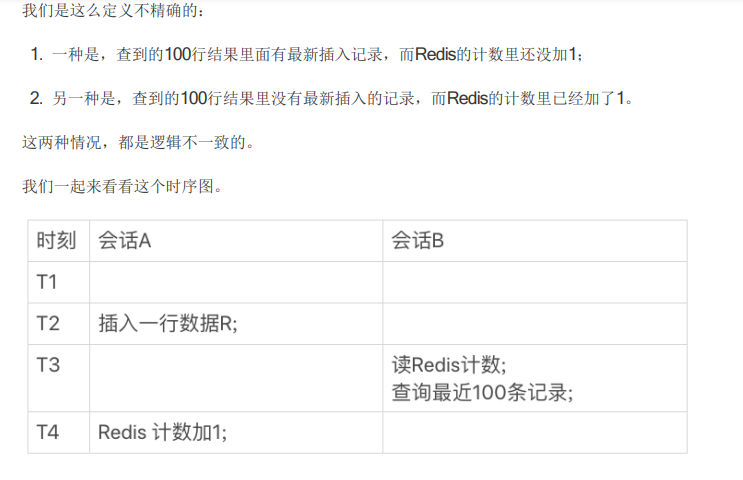 我们是这么定义不精确的：
1. 一种是，查到的100行结果里面有最新插入记录，而Redis的计数里还没加1；
2. 另一种是，查到的100行结果里没有最新插入的记录，而Redis的计数里已经加了1。
这两种情况，都是逻辑不一致的。
我们一起来看看这个时序图。
时刻 会话A 会话B
T1
T2 插入一行数据R;
T3 读Redis计数;
查询最近100条记录;
T4 Redis 计数加1;